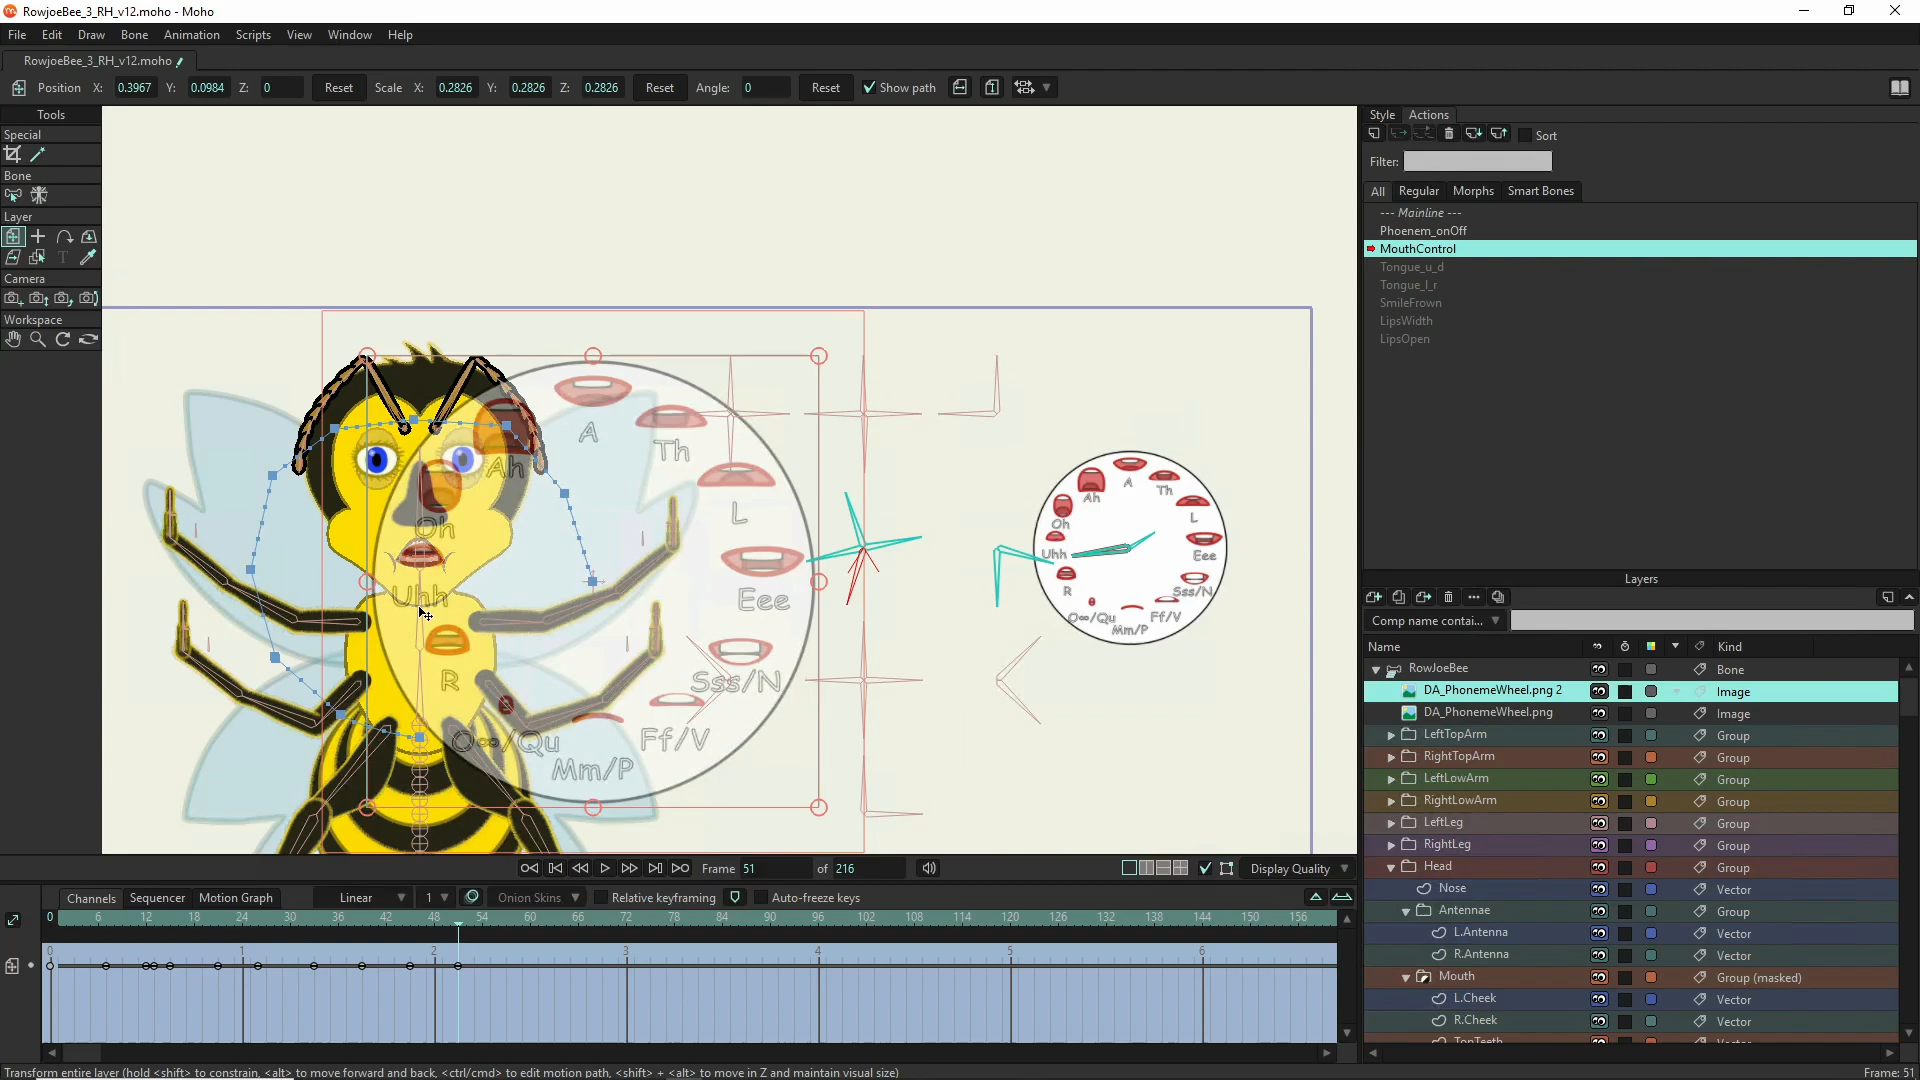 RowjoeBee_3_RH_v12.moho - Moho
File Edit Draw Bone Animation Scripts View Window Help
RowjoeBee_3_RH_v12.moho
Position X: 0.3967 Y: 0.0984 Z: 0 Reset Scale X: 0.2826 Y: 0.2826 Z: 0.2826 Reset Angle: 0 Reset Show path
Tools
Special
Bone
Layer
T
Camera
Workspace
A
Th
Ah
L
Oh
Eee
Uhh
Sss/N
R
Ff/V
O∞/Qu
Mm/P
A
Ah
Th
L
Oh
Uhh
Eee
R
Sss/N
O∞/Qu
Ff/V
Mm/P
Style Actions
Sort
Filter:
All Regular Morphs Smart Bones
--- Mainline ---
Phoenem_onOff
MouthControl
Tongue_u_d
Tongue_l_r
SmileFrown
LipsWidth
LipsOpen
Layers
Comp name contai...
Name Kind
RowJoeBee Bone
DA_PhonemeWheel.png 2 Image
DA_PhonemeWheel.png Image
LeftTopArm Group
RightTopArm Group
LeftLowArm Group
RightLowArm Group
LeftLeg Group
RightLeg Group
Head Group
Nose Vector
Antennae Group
L.Antenna Vector
R.Antenna Vector
Mouth Group (masked)
L.Cheek Vector
R.Cheek Vector
TopTeeth Vector
Frame 51 of 216 Display Quality
Channels Sequencer Motion Graph Linear 1 Onion Skins Relative keyframing Auto-freeze keys
0 6 12 18 24 30 36 42 48 54 60 66 72 78 84 90 96 102 108 114 120 126 132 138 144 150 156
0 1 2 3 4 5 6
Transform entire layer (hold <shift> to constrain, <alt> to move forward and back, <ctrl/cmd> to edit motion path, <shift> + <alt> to move in Z and maintain visual size) Frame: 51